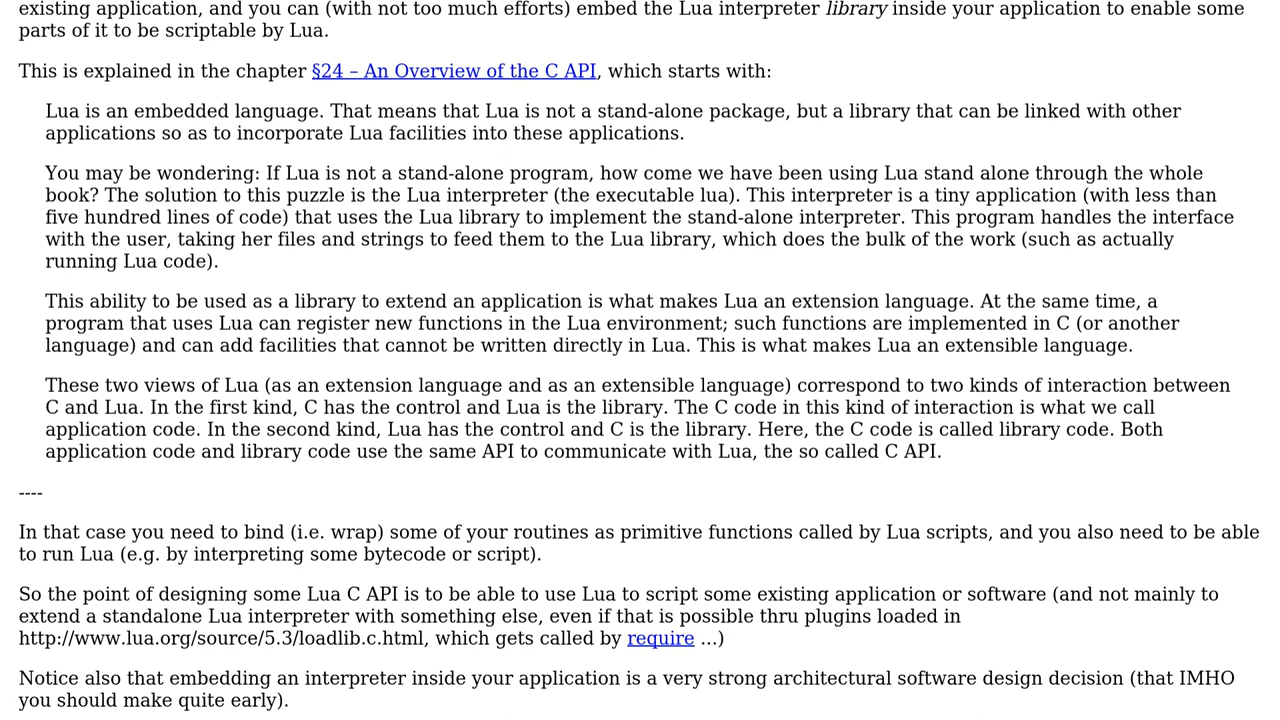 existing application, and you can (with not too much efforts) embed the Lua interpreter library inside your application to enable some
parts of it to be scriptable by Lua.
This is explained in the chapter §24 – An Overview of the C API, which starts with:
Lua is an embedded language. That means that Lua is not a stand-alone package, but a library that can be linked with other
applications so as to incorporate Lua facilities into these applications.
You may be wondering: If Lua is not a stand-alone program, how come we have been using Lua stand alone through the whole
book? The solution to this puzzle is the Lua interpreter (the executable lua). This interpreter is a tiny application (with less than
five hundred lines of code) that uses the Lua library to implement the stand-alone interpreter. This program handles the interface
with the user, taking her files and strings to feed them to the Lua library, which does the bulk of the work (such as actually
running Lua code).
This ability to be used as a library to extend an application is what makes Lua an extension language. At the same time, a
program that uses Lua can register new functions in the Lua environment; such functions are implemented in C (or another
language) and can add facilities that cannot be written directly in Lua. This is what makes Lua an extensible language.
These two views of Lua (as an extension language and as an extensible language) correspond to two kinds of interaction between
C and Lua. In the first kind, C has the control and Lua is the library. The C code in this kind of interaction is what we call
application code. In the second kind, Lua has the control and C is the library. Here, the C code is called library code. Both
application code and library code use the same API to communicate with Lua, the so called C API.
----
In that case you need to bind (i.e. wrap) some of your routines as primitive functions called by Lua scripts, and you also need to be able
to run Lua (e.g. by interpreting some bytecode or script).
So the point of designing some Lua C API is to be able to use Lua to script some existing application or software (and not mainly to
extend a standalone Lua interpreter with something else, even if that is possible thru plugins loaded in
http://www.lua.org/source/5.3/loadlib.c.html, which gets called by require ...)
Notice also that embedding an interpreter inside your application is a very strong architectural software design decision (that IMHO
you should make quite early).